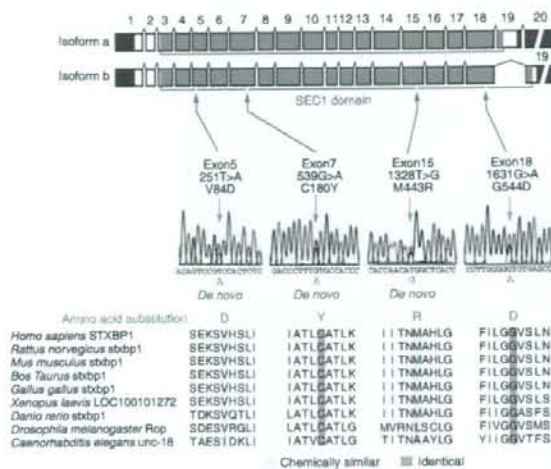 1 2 3 4 5 6 7 8 9 10 11 12 13 14 15 16 17 18 19 20
Isoform a
Isoform b
19
SEC1 domain
Exon5 Exon7 Exon15 Exon18
251T>A 539G>A 1328T>G 1631G>A
V84D C180Y M443R G544D
A A G A
De novo De novo De novo
Amino acid substitution D Y R D
Homo sapiens STXBP1 SEKSVHSLI IATLCATLK IITNMAHLG FILGGVSLN
Rattus norvegicus stxbp1 SEKSVHSLI IATLCATLK IITNMAHLG FILGGVSLN
Mus musculus stxbp1 SEKSVHSLI IATLCATLK IITNMAHLG FILGGVSLN
Bos Taurus stxbp1 SEKSVHSLI IATLCATLK IITNMAHLG FILGGVSLN
Gallus gallus stxbp1 SEKSVHSLI IATLCATLK IITNMAHLG FILGGVSLN
Xenopus laevis LOC100101272 SEKSVHSLI IATLCATLK IITNMAHLG FIIGGVSLS
Danio rerio stxbp1 TDKSVQTLI LATLCATLK IITNMAHLG FIIGGASFS
Drosophila melanogaster Rop SDESVRGLI LATLCATLG MVRNLSCLG FIVGGVSMS
Caenorhabditis elegans unc-18 TAESIDKLI IATVCATLG TITNAAYLG YIIGGVTFS
Chemically similar Identical